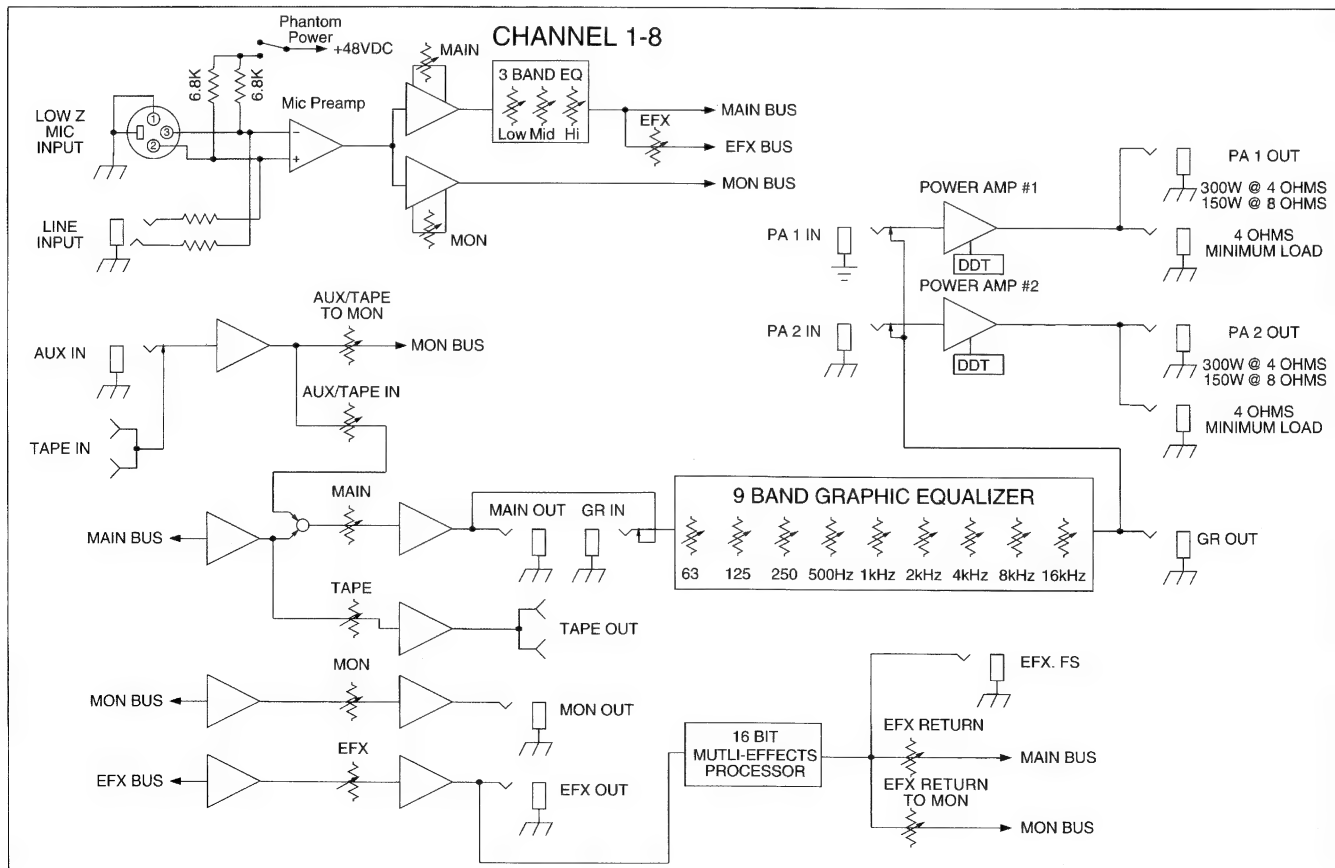 CHANNEL 1-8
Phantom
Power
+48VDC
6.8K
6.8K
LOW Z
MIC
INPUT
1
3
2
Mic Preamp
−
+
MAIN
3 BAND EQ
Low Mid Hi
EFX
MAIN BUS
EFX BUS
MON BUS
MON
LINE
INPUT
PA 1 IN
POWER AMP #1
DDT
PA 1 OUT
300W @ 4 OHMS
150W @ 8 OHMS
4 OHMS
MINIMUM LOAD
PA 2 IN
POWER AMP #2
DDT
PA 2 OUT
300W @ 4 OHMS
150W @ 8 OHMS
4 OHMS
MINIMUM LOAD
AUX IN
AUX/TAPE
TO MON
MON BUS
AUX/TAPE IN
TAPE IN
MAIN BUS
MAIN
MAIN OUT
GR IN
9 BAND GRAPHIC EQUALIZER
63 125 250 500Hz 1kHz 2kHz 4kHz 8kHz 16kHz
GR OUT
TAPE
TAPE OUT
MON BUS
MON
MON OUT
EFX BUS
EFX
EFX OUT
16 BIT
MUTLI-EFFECTS
PROCESSOR
EFX. FS
EFX RETURN
MAIN BUS
EFX RETURN
TO MON
MON BUS